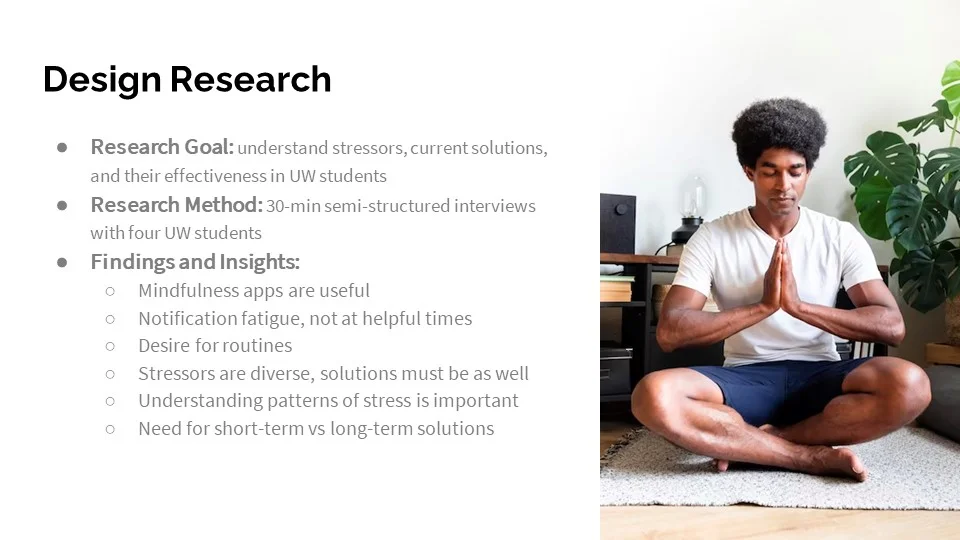 Design Research
● Research Goal: understand stressors, current solutions,
and their effectiveness in UW students
● Research Method: 30-min semi-structured interviews
with four UW students
● Findings and Insights:
○ Mindfulness apps are useful
○ Notification fatigue, not at helpful times
○ Desire for routines
○ Stressors are diverse, solutions must be as well
○ Understanding patterns of stress is important
○ Need for short-term vs long-term solutions